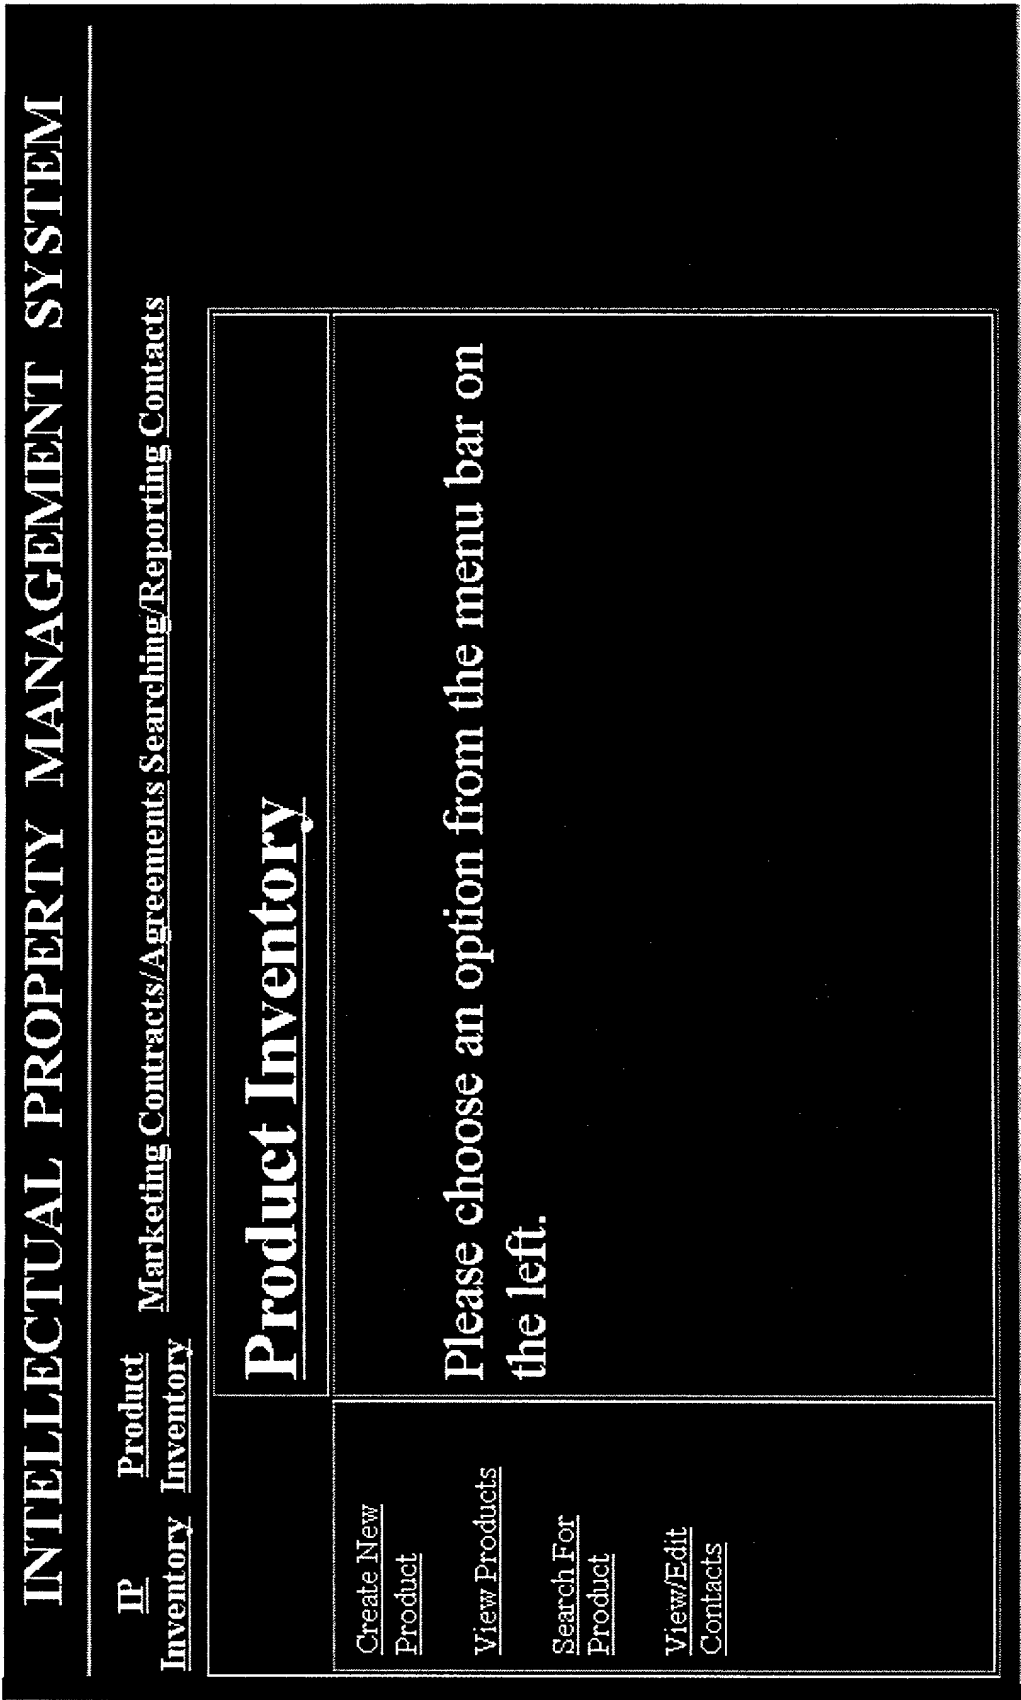 INTELLECTUAL PROPERTY MANAGEMENT SYSTEM
IP Inventory
Product Inventory
Marketing Contracts/Agreements Searching/Reporting Contacts
Product Inventory
Create New
Product
View Products
Search For
Product
View/Edit
Contacts
Please choose an option from the menu bar on
the left.